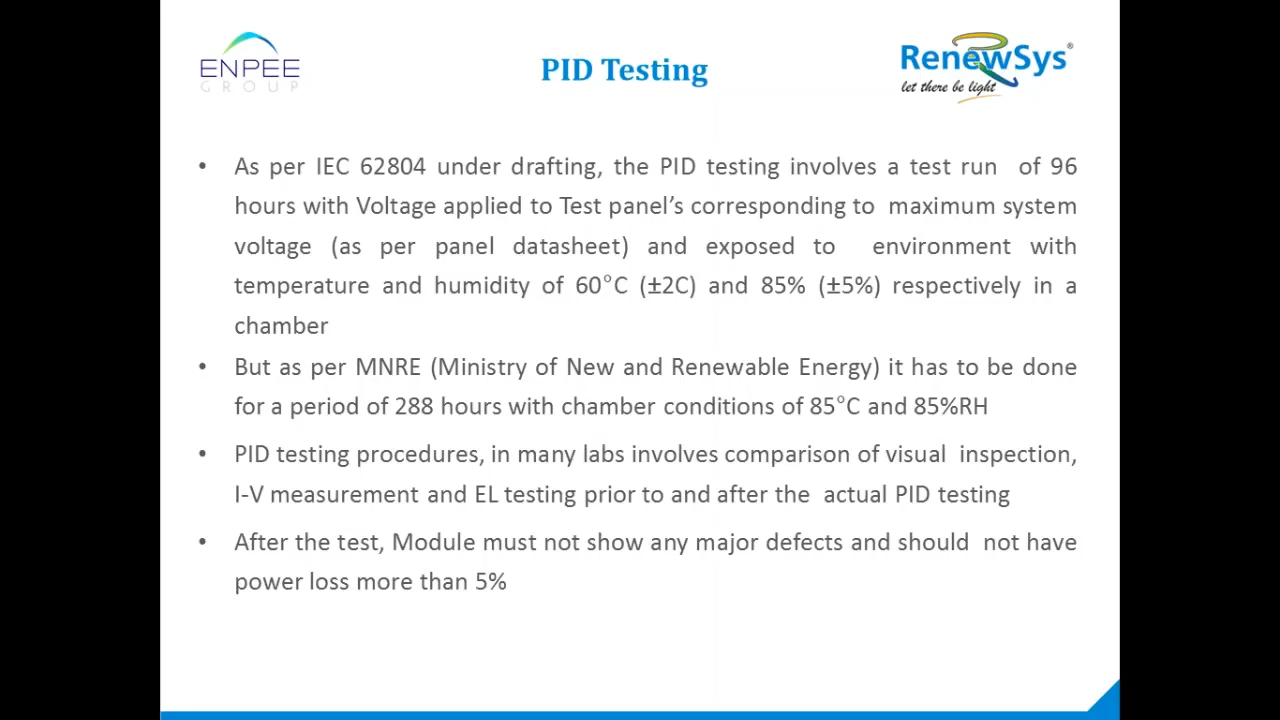 ENPEE
GROUP
PID Testing
RenewSys®
let there be light
• As per IEC 62804 under drafting, the PID testing involves a test run of 96
hours with Voltage applied to Test panel’s corresponding to maximum system
voltage (as per panel datasheet) and exposed to environment with
temperature and humidity of 60°C (±2C) and 85% (±5%) respectively in a
chamber
• But as per MNRE (Ministry of New and Renewable Energy) it has to be done
for a period of 288 hours with chamber conditions of 85°C and 85%RH
• PID testing procedures, in many labs involves comparison of visual inspection,
I-V measurement and EL testing prior to and after the actual PID testing
• After the test, Module must not show any major defects and should not have
power loss more than 5%